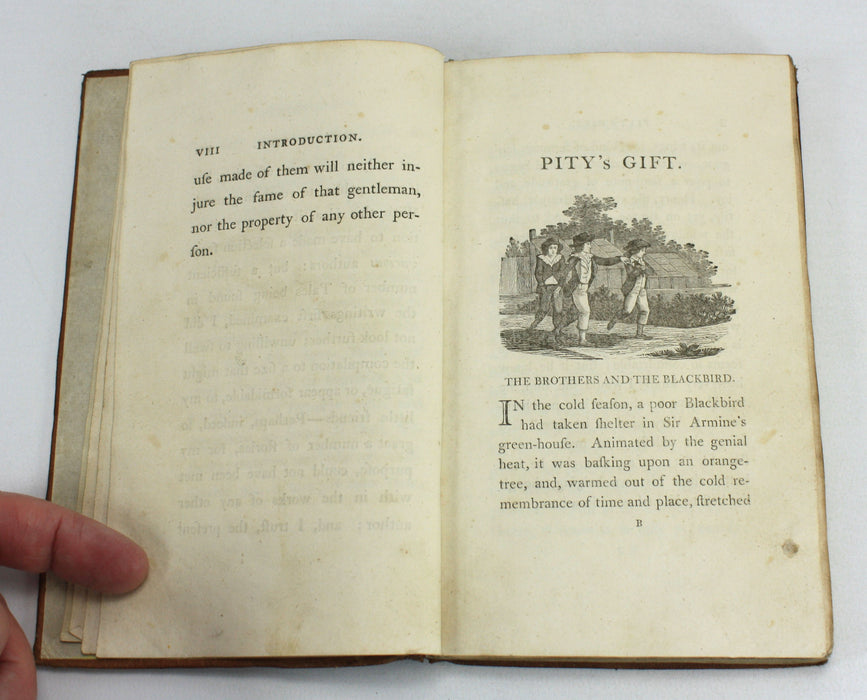 VIII INTRODUCTION.
uſe made of them will neither in-
jure the fame of that gentleman,
nor the property of any other per-
ſon.
PITY's GIFT.
THE BROTHERS AND THE BLACKBIRD.
IN the cold ſeaſon, a poor Blackbird
had taken ſhelter in Sir Armine's
green-houſe. Animated by the genial
heat, it was baſking upon an orange-
tree, and, warmed out of the cold re-
membrance of time and place, ſtretched
B